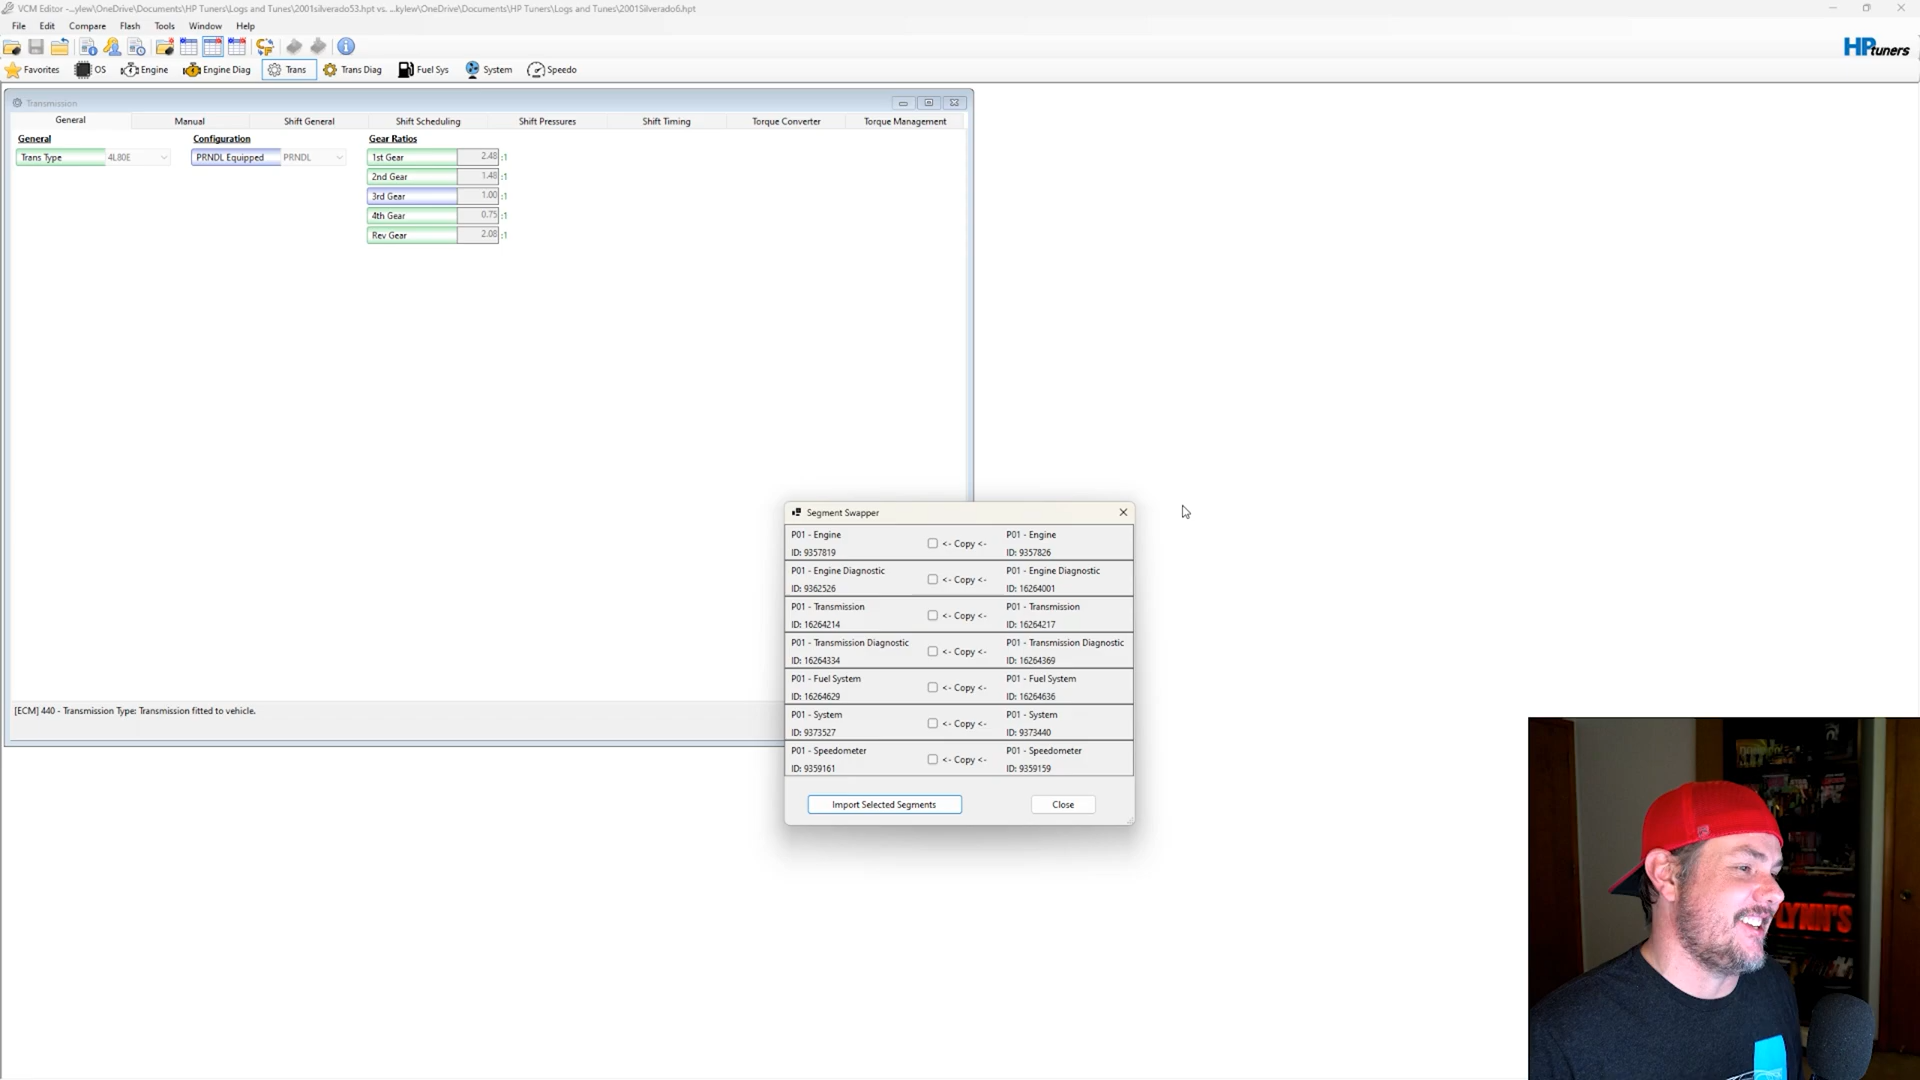 VCM Editor -...ylew\OneDrive\Documents\HP Tuners\Logs and Tunes\2001silverado53.hpt vs. ...kylew\OneDrive\Documents\HP Tuners\Logs and Tunes\2001Silverado6.hpt
File Edit Compare Flash Tools Window Help
HPtuners
Favorites OS Engine Engine Diag Trans Trans Diag Fuel Sys System Speedo
Transmission
General Manual Shift General Shift Scheduling Shift Pressures Shift Timing Torque Converter Torque Management
General Configuration Gear Ratios
Trans Type 4L80E PRNDL Equipped PRNDL 1st Gear 2.48 :1
2nd Gear 1.48 :1
3rd Gear 1.00 :1
4th Gear 0.75 :1
Rev Gear 2.08 :1
Segment Swapper
P01 - Engine P01 - Engine
<- Copy <-
ID: 9357819 ID: 9357826
P01 - Engine Diagnostic P01 - Engine Diagnostic
<- Copy <-
ID: 9362526 ID: 16264001
P01 - Transmission P01 - Transmission
<- Copy <-
ID: 16264214 ID: 16264217
P01 - Transmission Diagnostic P01 - Transmission Diagnostic
<- Copy <-
ID: 16264334 ID: 16264369
P01 - Fuel System P01 - Fuel System
<- Copy <-
ID: 16264629 ID: 16264636
P01 - System P01 - System
<- Copy <-
ID: 9373527 ID: 9373440
P01 - Speedometer P01 - Speedometer
<- Copy <-
ID: 9359161 ID: 9359159
Import Selected Segments Close
[ECM] 440 - Transmission Type: Transmission fitted to vehicle.
LYNN'S